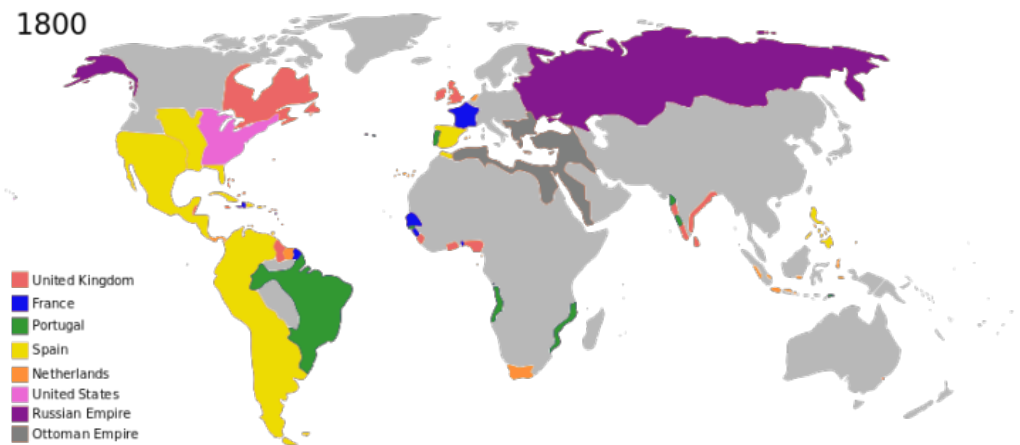 1800
United Kingdom
France
Portugal
Spain
Netherlands
United States
Russian Empire
Ottoman Empire